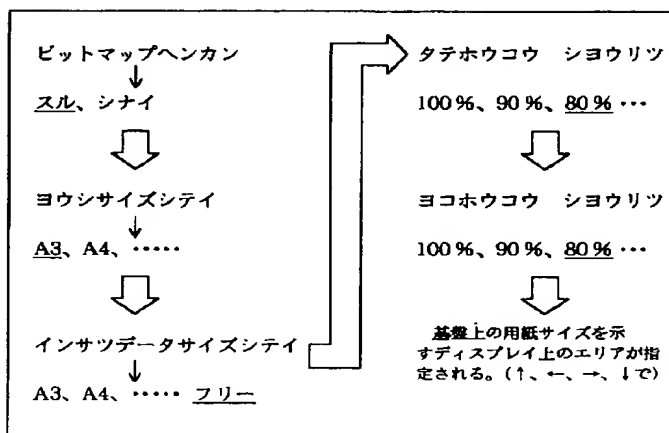 ビットマップヘンカン
↓
スル、シナイ
ヨウシサイズシテイ
↓
A3、A4、・・・・・
インサツデータサイズシテイ
↓
A3、A4、・・・・・ フリー
タテホウコウ シヨウリツ
100%、90%、80%・・・
ヨコホウコウ シヨウリツ
100%、90%、80%・・・
基盤上の用紙サイズを示
すディスプレイ上のエリアが指
定される。(↑、←、→、↓で)